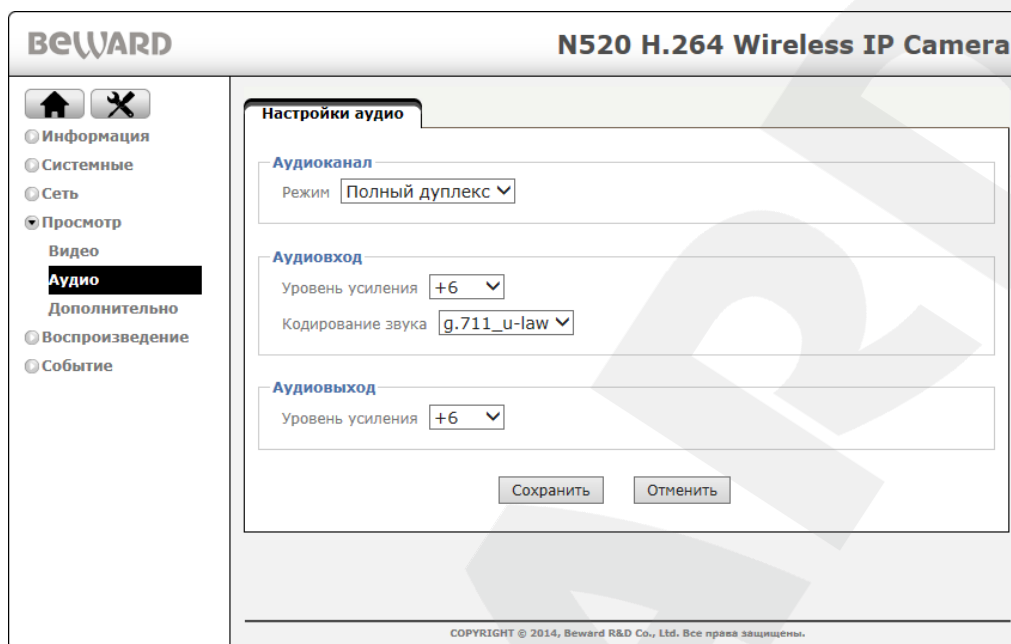 BEWARD
N520 H.264 Wireless IP Camera
Информация
Системные
Сеть
Просмотр
Видео
Аудио
Дополнительно
Воспроизведение
Событие
Настройки аудио
Аудиоканал
Режим Полный дуплекс
Аудиовход
Уровень усиления +6
Кодирование звука g.711_u-law
Аудиовыход
Уровень усиления +6
Сохранить Отменить
COPYRIGHT © 2014, Beward R&D Co., Ltd. Все права защищены.